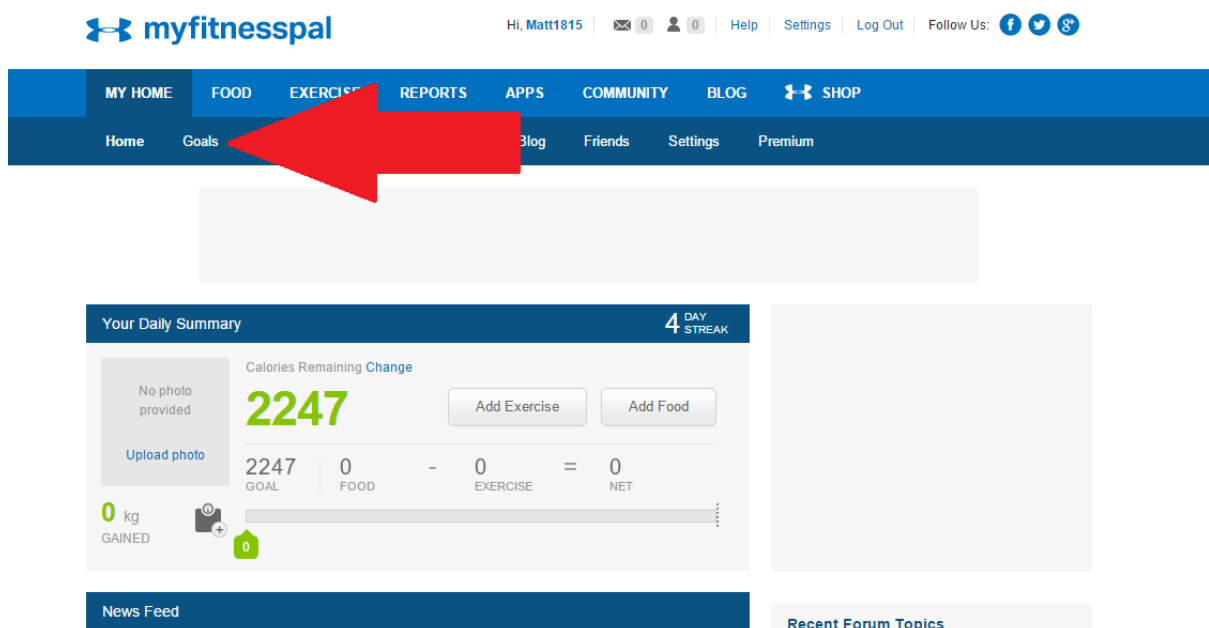 myfitnesspal
Hi, Matt1815 0 0 Help Settings Log Out Follow Us:
MY HOME FOOD EXERCISE REPORTS APPS COMMUNITY BLOG SHOP
Home Goals Blog Friends Settings Premium
Your Daily Summary 4 DAY STREAK
No photo provided
Upload photo
Calories Remaining Change
2247 Add Exercise Add Food
2247 0 - 0 = 0
GOAL FOOD EXERCISE NET
0 kg
GAINED
0
News Feed
Recent Forum Topics